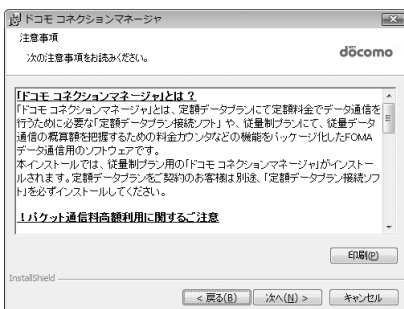 ドコモ コネクションマネージャ
注意事項
次の注意事項をお読みください。
döcomo
「ドコモ コネクションマネージャ」とは？
「ドコモ コネクションマネージャ」とは、定額データプランにて定額料金でデータ通信を
行うために必要な「定額データプラン接続ソフト」や、従量制プランにて、従量データ
通信の概算額を把握するための料金カウンタなどの機能をパッケージ化したFOMA
データ通信用のソフトウェアです。
本インストールでは、従量制プラン用の「ドコモ コネクションマネージャ」がインストー
ルされます。定額データプランをご契約のお客様は別途、「定額データプラン接続ソフ
ト」を必ずインストールしてください。
！パケット通信料高額利用に関するご注意
印刷(P)
InstallShield
< 戻る(B)
次へ(N) >
キャンセル